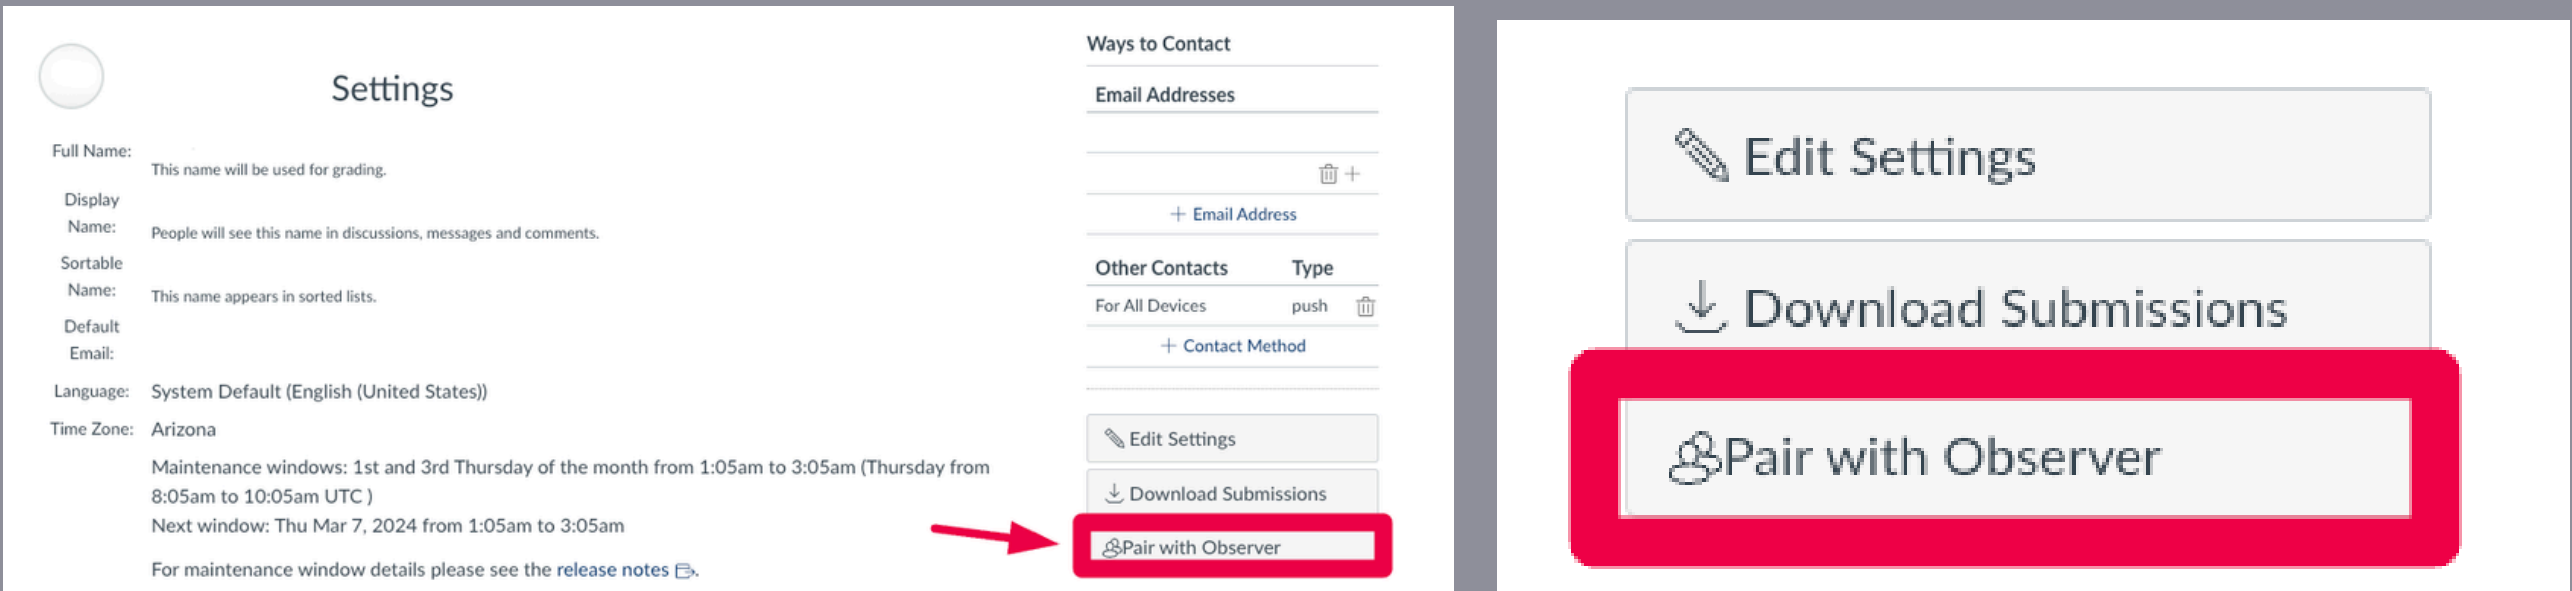 Settings
Full Name:
This name will be used for grading.
Display
Name:
People will see this name in discussions, messages and comments.
Sortable
Name:
This name appears in sorted lists.
Default
Email:
Language: System Default (English (United States))
Time Zone: Arizona
Maintenance windows: 1st and 3rd Thursday of the month from 1:05am to 3:05am (Thursday from
8:05am to 10:05am UTC )
Next window: Thu Mar 7, 2024 from 1:05am to 3:05am
For maintenance window details please see the release notes.
Ways to Contact
Email Addresses
+ Email Address
Other Contacts Type
For All Devices push
+ Contact Method
Edit Settings
Download Submissions
Pair with Observer
Edit Settings
Download Submissions
Pair with Observer